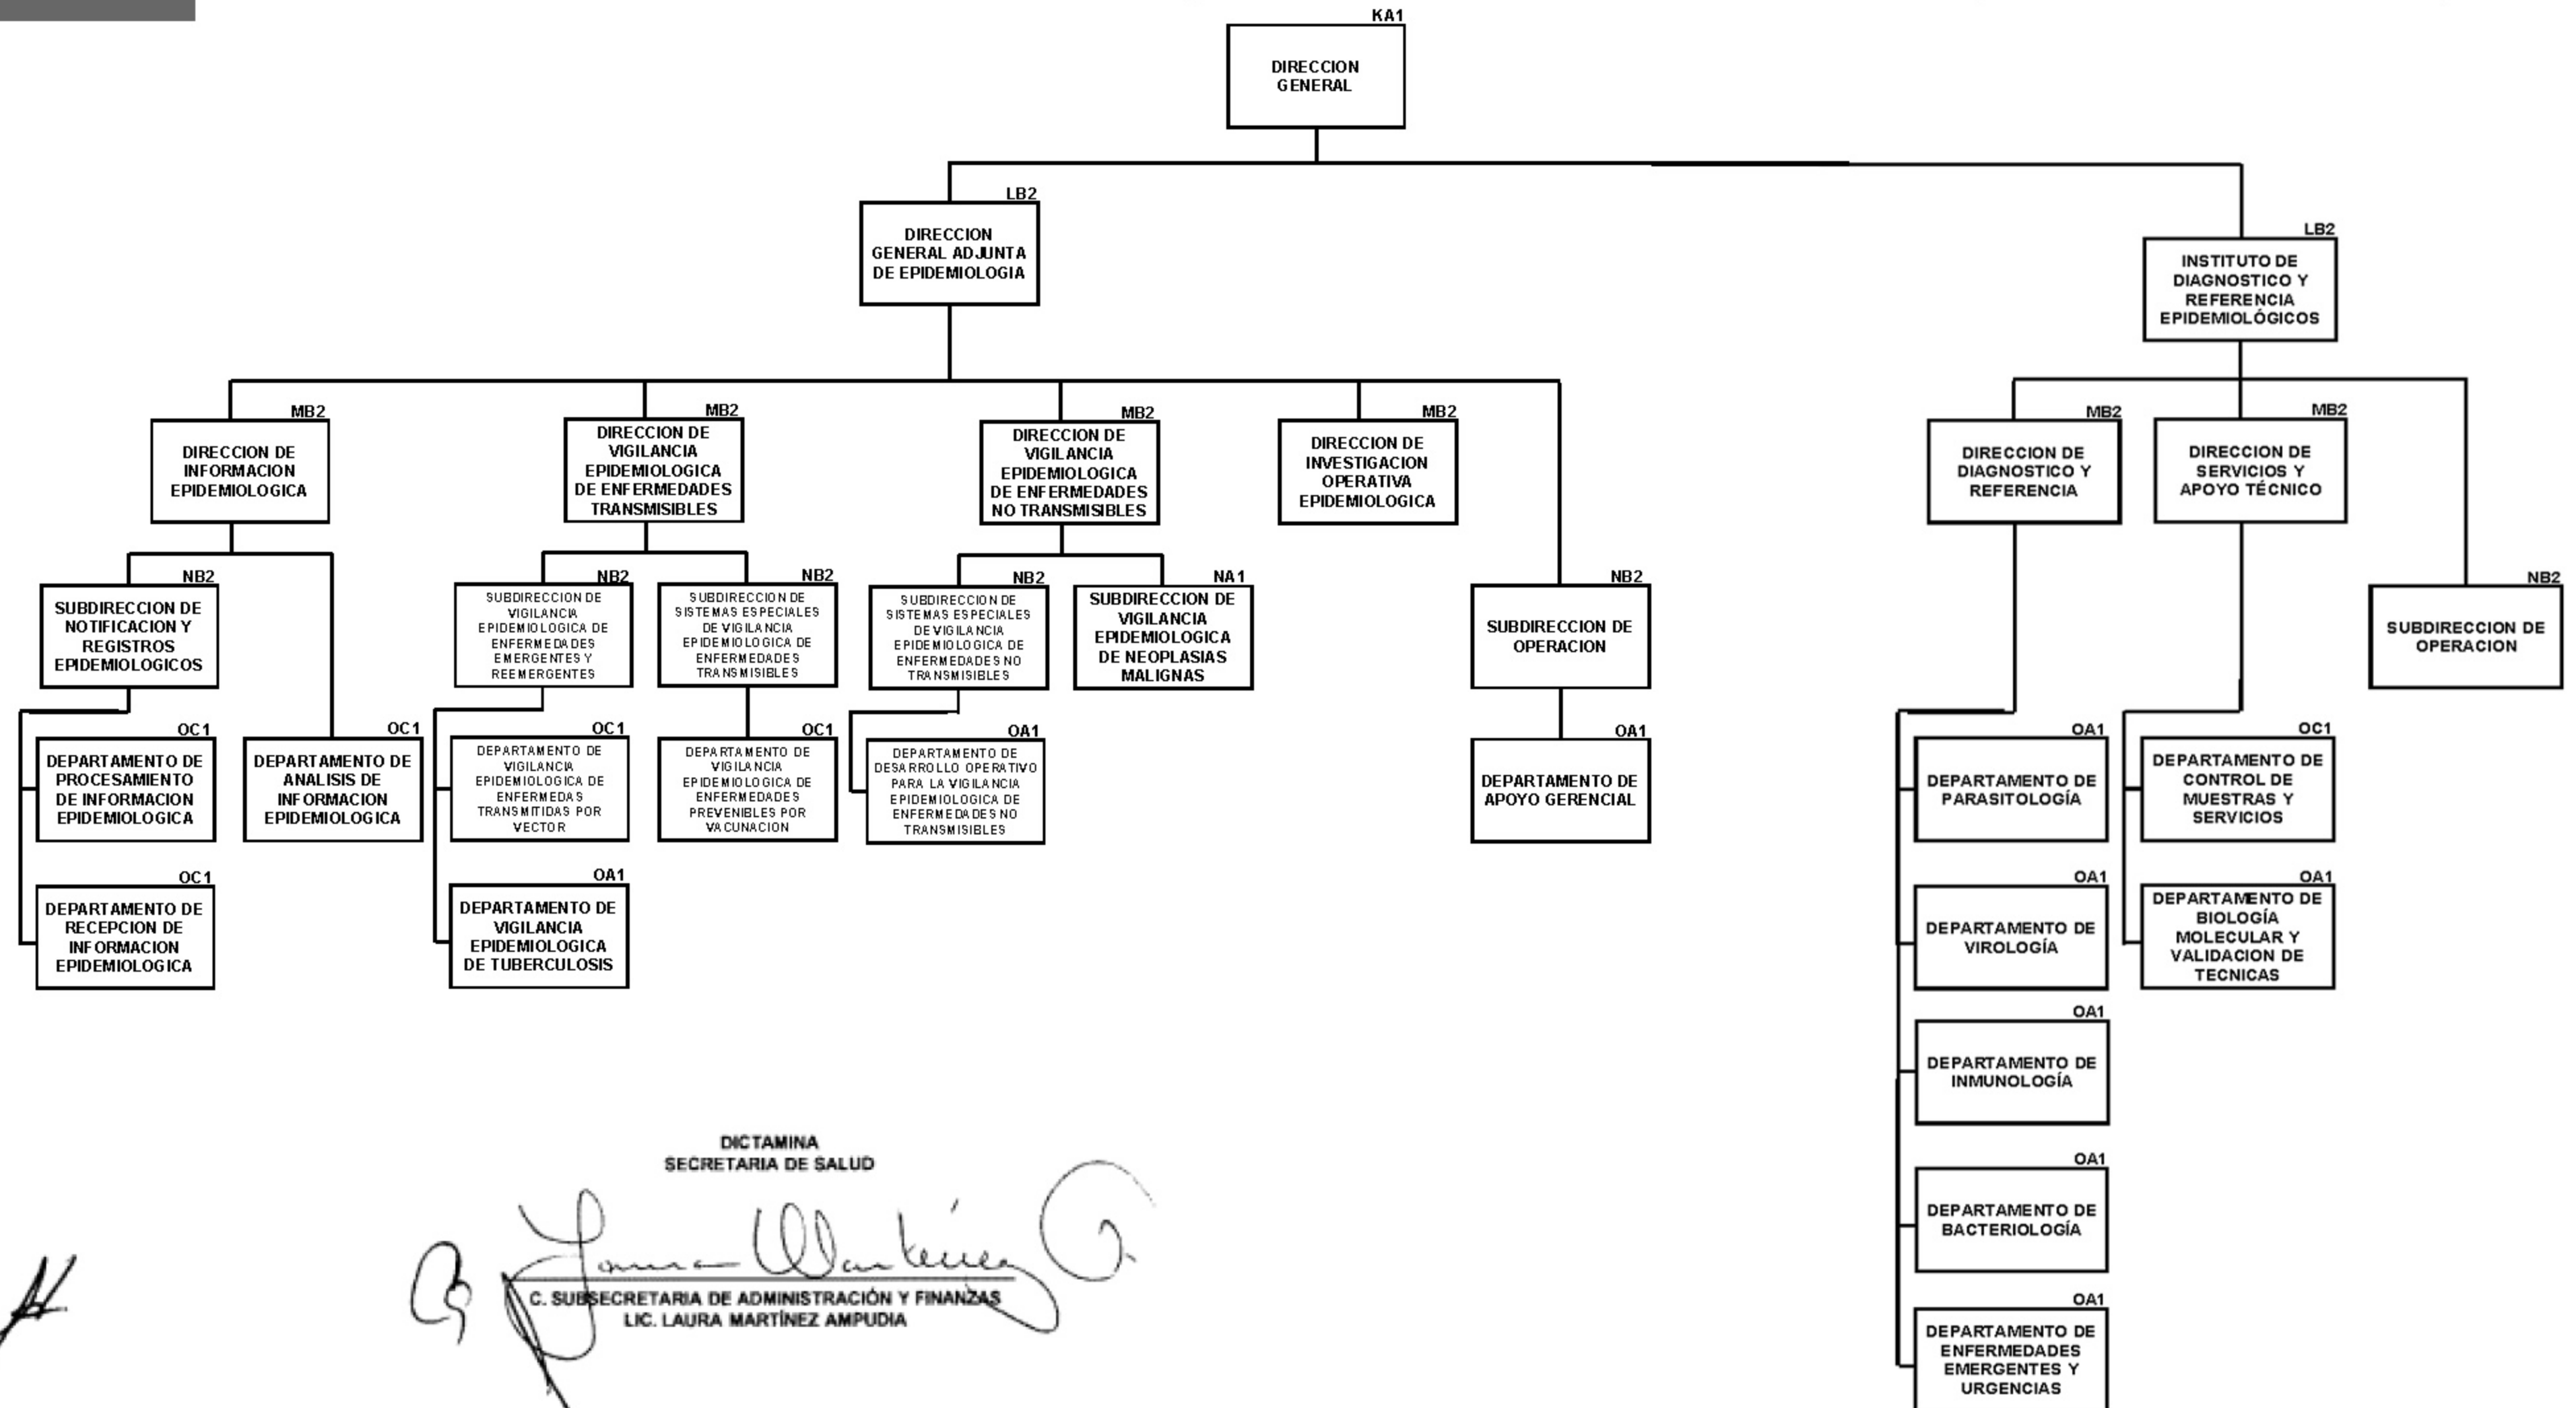 KA1
DIRECCION
GENERAL
LB2
DIRECCION
GENERAL ADJUNTA
DE EPIDEMIOLOGIA
LB2
INSTITUTO DE
DIAGNOSTICO Y
REFERENCIA
EPIDEMIOLÓGICOS
MB2
DIRECCION DE
INFORMACION
EPIDEMIOLOGICA
MB2
DIRECCION DE
VIGILANCIA
EPIDEMIOLOGICA
DE ENFERMEDADES
TRANSMISIBLES
MB2
DIRECCION DE
VIGILANCIA
EPIDEMIOLOGICA
DE ENFERMEDADES
NO TRANSMISIBLES
MB2
DIRECCION DE
INVESTIGACION
OPERATIVA
EPIDEMIOLOGICA
MB2
DIRECCION DE
DIAGNOSTICO Y
REFERENCIA
MB2
DIRECCION DE
SERVICIOS Y
APOYO TÉCNICO
NB2
SUBDIRECCION DE
NOTIFICACION Y
REGISTROS
EPIDEMIOLOGICOS
NB2
SUBDIRECCION DE
VIGILANCIA
EPIDEMIOLOGICA DE
ENFERMEDADES
EMERGENTES Y
REEMERGENTES
NB2
SUBDIRECCION DE
SISTEMAS ESPECIALES
DE VIGILANCIA
EPIDEMIOLOGICA DE
ENFERMEDADES
TRANSMISIBLES
NB2
SUBDIRECCION DE
SISTEMAS ESPECIALES
DE VIGILANCIA
EPIDEMIOLOGICA DE
ENFERMEDADES NO
TRANSMISIBLES
NA1
SUBDIRECCION DE
VIGILANCIA
EPIDEMIOLOGICA
DE NEOPLASIAS
MALIGNAS
NB2
SUBDIRECCION DE
OPERACION
NB2
SUBDIRECCION DE
OPERACION
OC1
DEPARTAMENTO DE
PROCESAMIENTO
DE INFORMACION
EPIDEMIOLOGICA
OC1
DEPARTAMENTO DE
ANALISIS DE
INFORMACION
EPIDEMIOLOGICA
OC1
DEPARTAMENTO DE
VIGILANCIA
EPIDEMIOLOGICA DE
ENFERMEDAS
TRANSMITIDAS POR
VECTOR
OC1
DEPARTAMENTO DE
VIGILANCIA
EPIDEMIOLOGICA DE
ENFERMEDADES
PREVENIBLES POR
VACUNACION
OA1
DEPARTAMENTO DE
DESARROLLO OPERATIVO
PARA LA VIGILANCIA
EPIDEMIOLOGICA DE
ENFERMEDADES NO
TRANSMISIBLES
OA1
DEPARTAMENTO DE
APOYO GERENCIAL
OA1
DEPARTAMENTO DE
PARASITOLOGÍA
OC1
DEPARTAMENTO DE
CONTROL DE
MUESTRAS Y
SERVICIOS
OC1
DEPARTAMENTO DE
RECEPCION DE
INFORMACION
EPIDEMIOLOGICA
OA1
DEPARTAMENTO DE
VIGILANCIA
EPIDEMIOLOGICA
DE TUBERCULOSIS
OA1
DEPARTAMENTO DE
VIROLOGÍA
OA1
DEPARTAMENTO DE
BIOLOGÍA
MOLECULAR Y
VALIDACION DE
TECNICAS
OA1
DEPARTAMENTO DE
INMUNOLOGÍA
OA1
DEPARTAMENTO DE
BACTERIOLOGÍA
OA1
DEPARTAMENTO DE
ENFERMEDADES
EMERGENTES Y
URGENCIAS
DICTAMINA
SECRETARIA DE SALUD
Laura Martínez
C. SUBSECRETARIA DE ADMINISTRACIÓN Y FINANZAS
LIC. LAURA MARTÍNEZ AMPUDIA